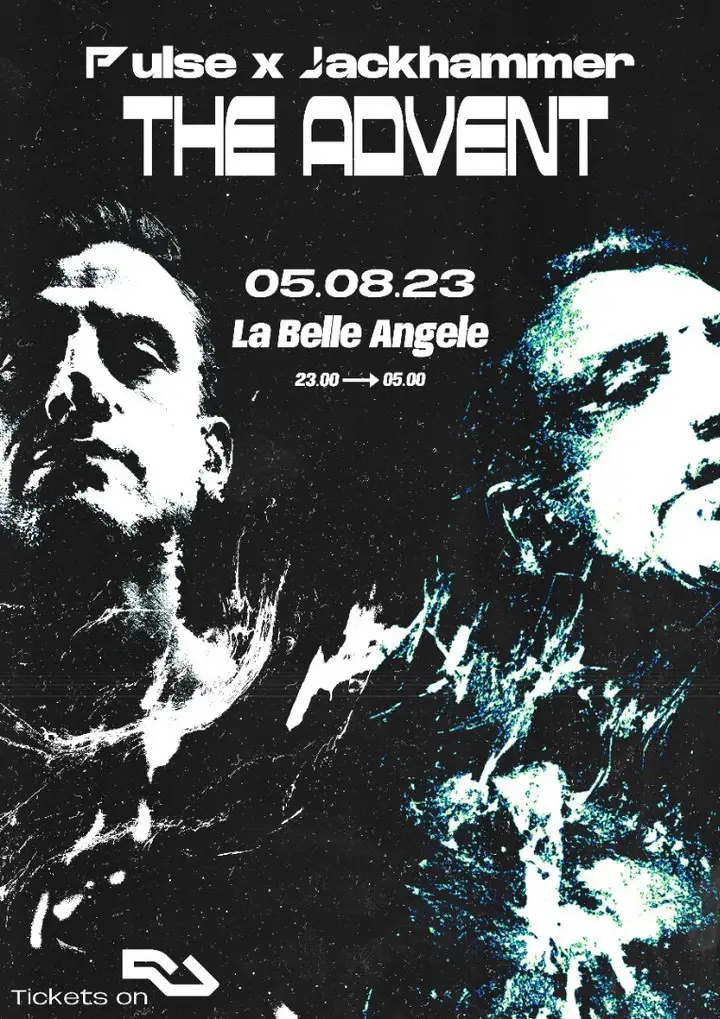 Pulse x Jackhammer
THE ADVENT
05.08.23
La Belle Angele
23.00 → 05.00
Tickets on